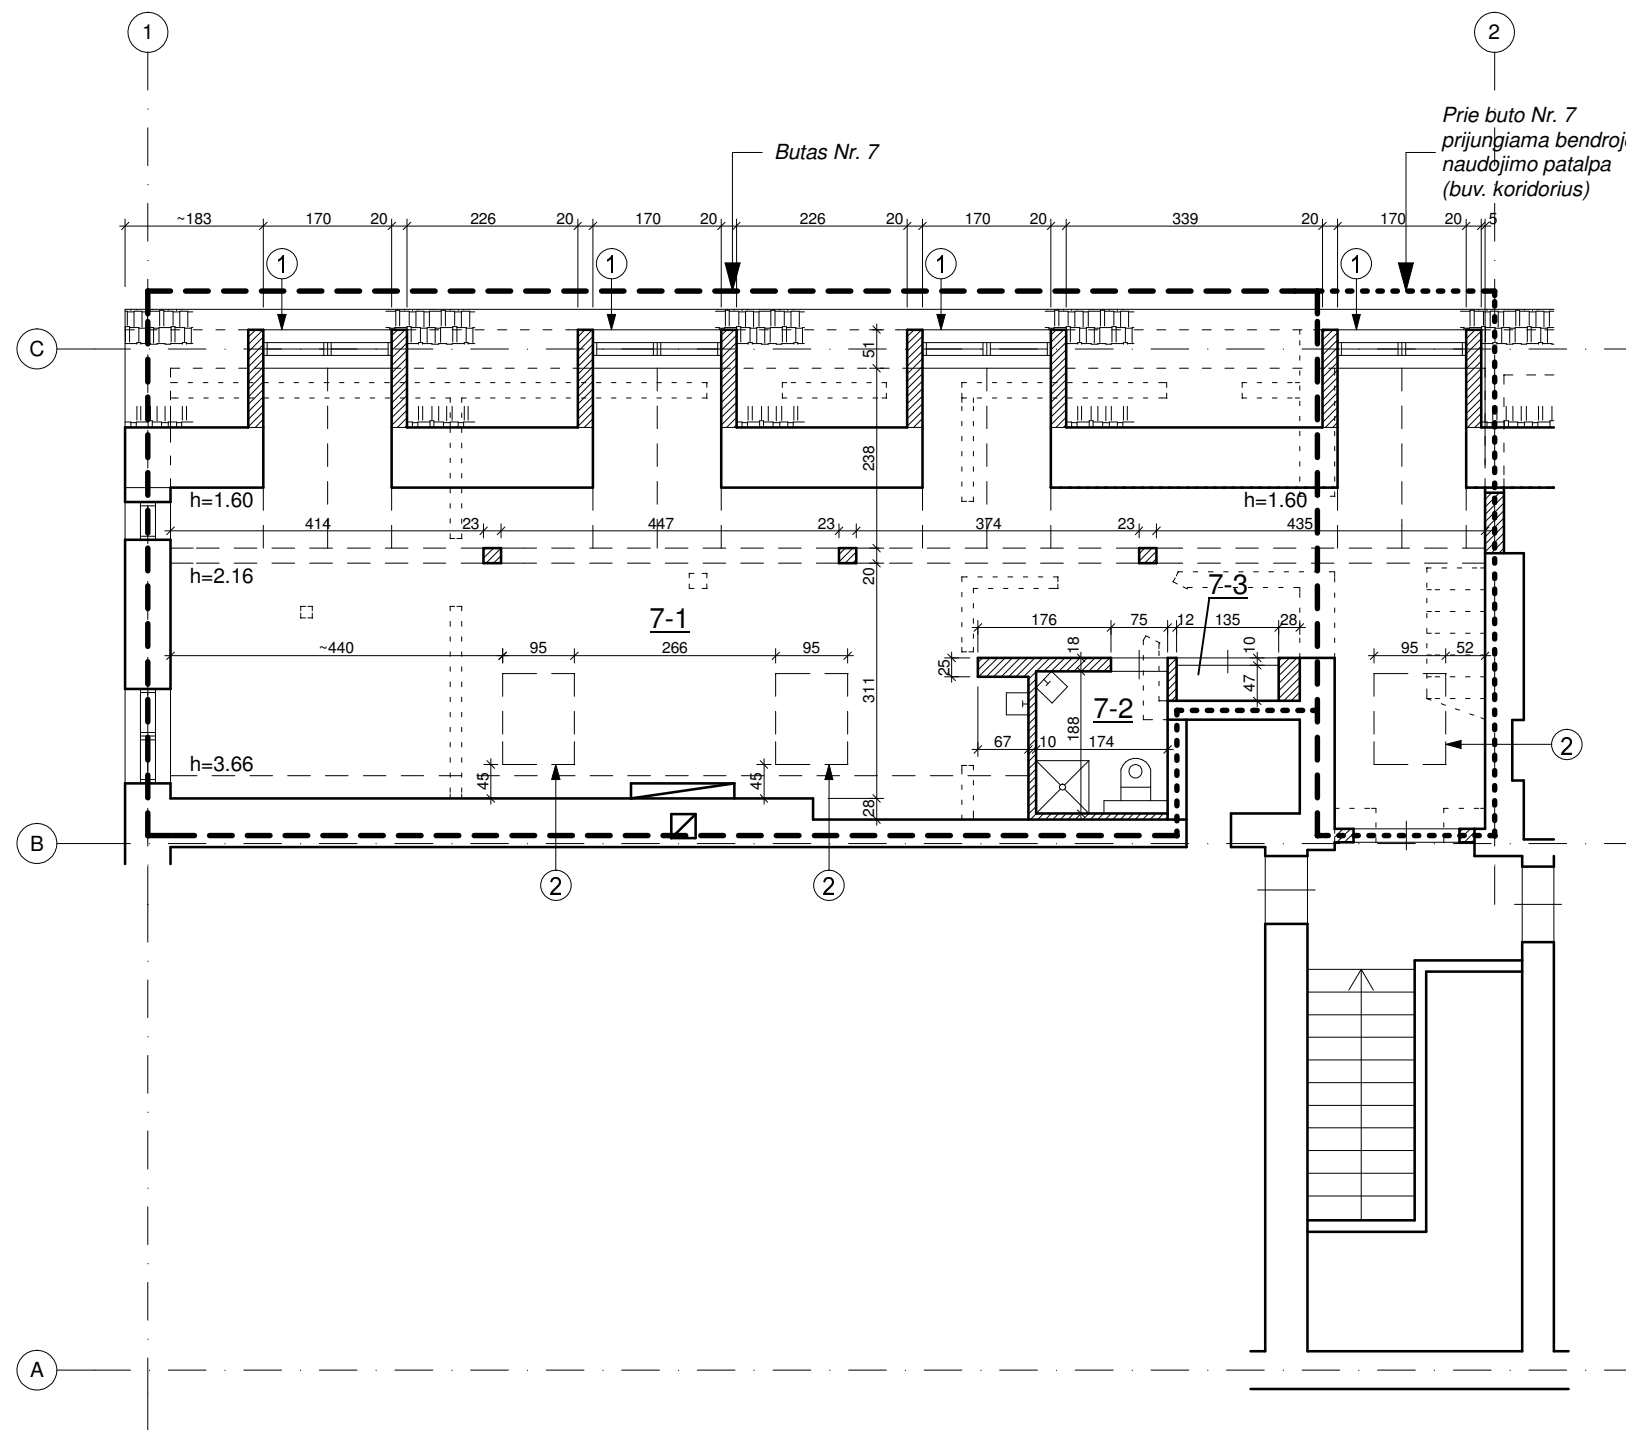 1
2
Prie buto Nr. 7
prijungiama bendrojo
naudojimo patalpa
(buv. koridorius)
Butas Nr. 7
~183 170 20 226 20 170 20 226 20 170 20 339 20 170 20 5
1 1 1 1
C
51
238
h=1.60 h=1.60
414 23 447 23 374 23 435
h=2.16
20
7-3
7-1
176 75 12 135 28
~440 95 266 95 25 18 10 95 52
311
47
7-2
188
67 10 174
2
h=3.66
45 45
28
B
2 2
A